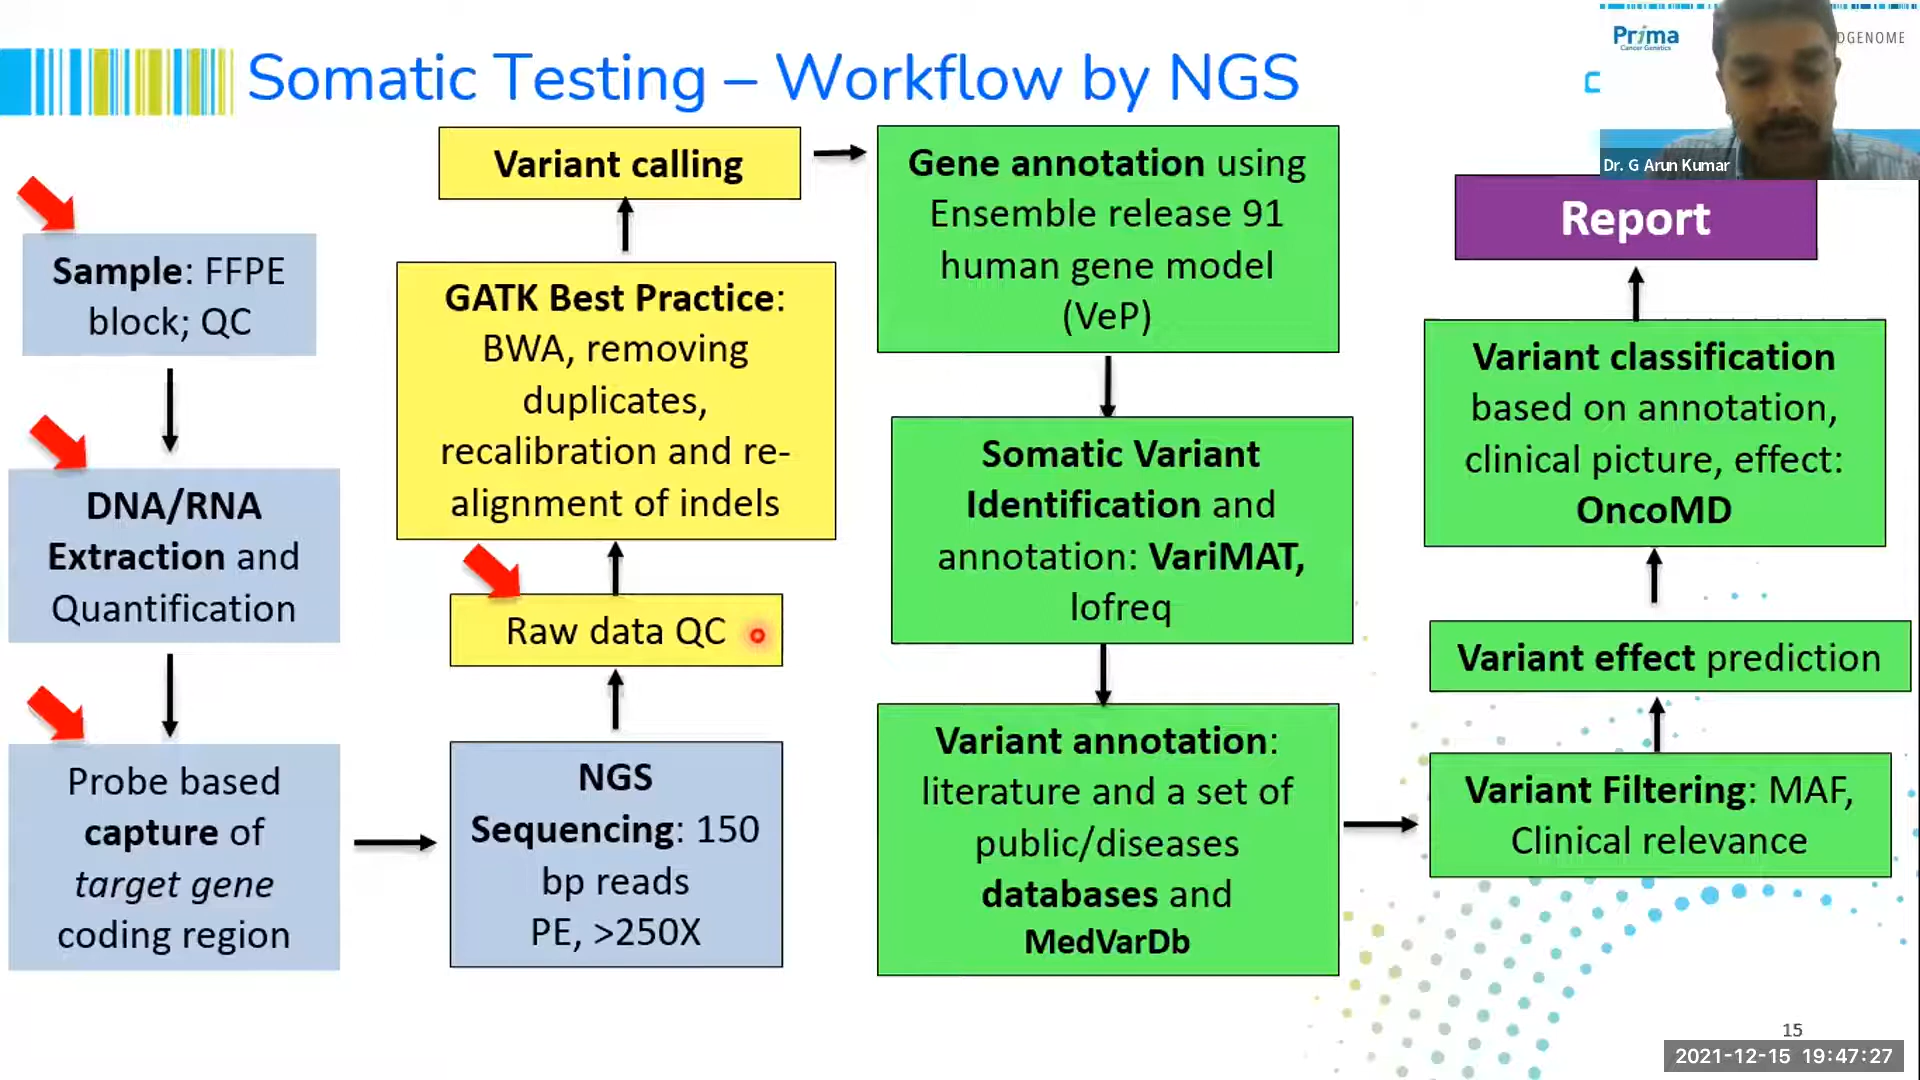 Somatic Testing – Workflow by NGS
Prima
Cancer Genetics
DGENOME
Dr. G Arun Kumar
Sample: FFPE
block; QC
DNA/RNA
Extraction and
Quantification
Probe based
capture of
target gene
coding region
NGS
Sequencing: 150
bp reads
PE, >250X
Raw data QC
GATK Best Practice:
BWA, removing
duplicates,
recalibration and re-
alignment of indels
Variant calling
Gene annotation using
Ensemble release 91
human gene model
(VeP)
Somatic Variant
Identification and
annotation: VariMAT,
lofreq
Variant annotation:
literature and a set of
public/diseases
databases and
MedVarDb
Variant Filtering: MAF,
Clinical relevance
Variant effect prediction
Variant classification
based on annotation,
clinical picture, effect:
OncoMD
Report
15
2021-12-15 19:47:27